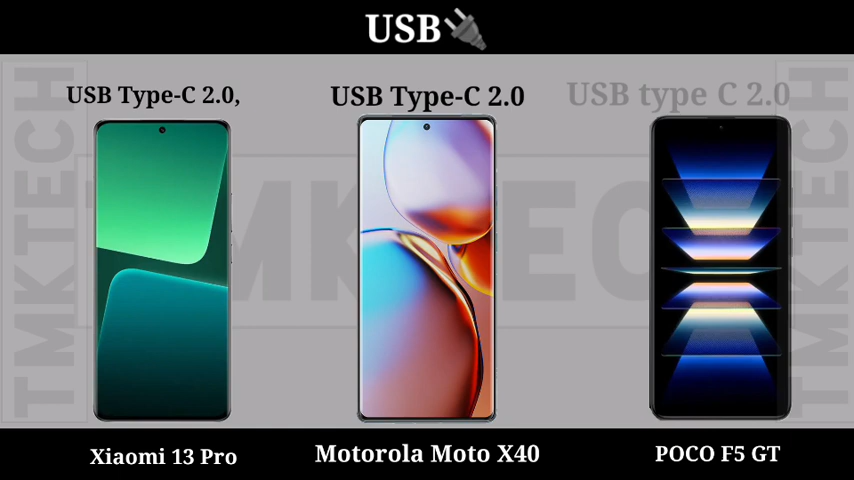 USB🔌
USB Type-C 2.0,
USB Type-C 2.0
USB type C 2.0
TMKTECH
TMKTECH
TMKTECH
Xiaomi 13 Pro
Motorola Moto X40
POCO F5 GT